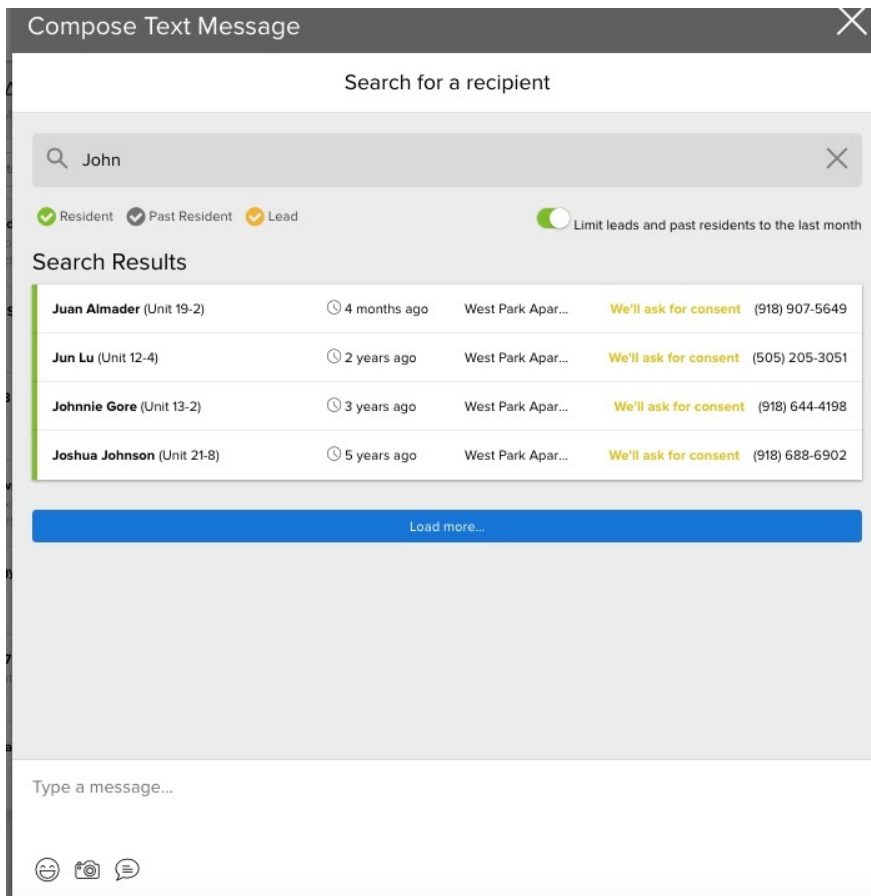 Compose Text Message
Search for a recipient
John
Resident Past Resident Lead
Limit leads and past residents to the last month
Search Results
Juan Almader (Unit 19-2) 4 months ago West Park Apar... We'll ask for consent (918) 907-5649
Jun Lu (Unit 12-4) 2 years ago West Park Apar... We'll ask for consent (505) 205-3051
Johnnie Gore (Unit 13-2) 3 years ago West Park Apar... We'll ask for consent (918) 644-4198
Joshua Johnson (Unit 21-8) 5 years ago West Park Apar... We'll ask for consent (918) 688-6902
Load more...
Type a message...